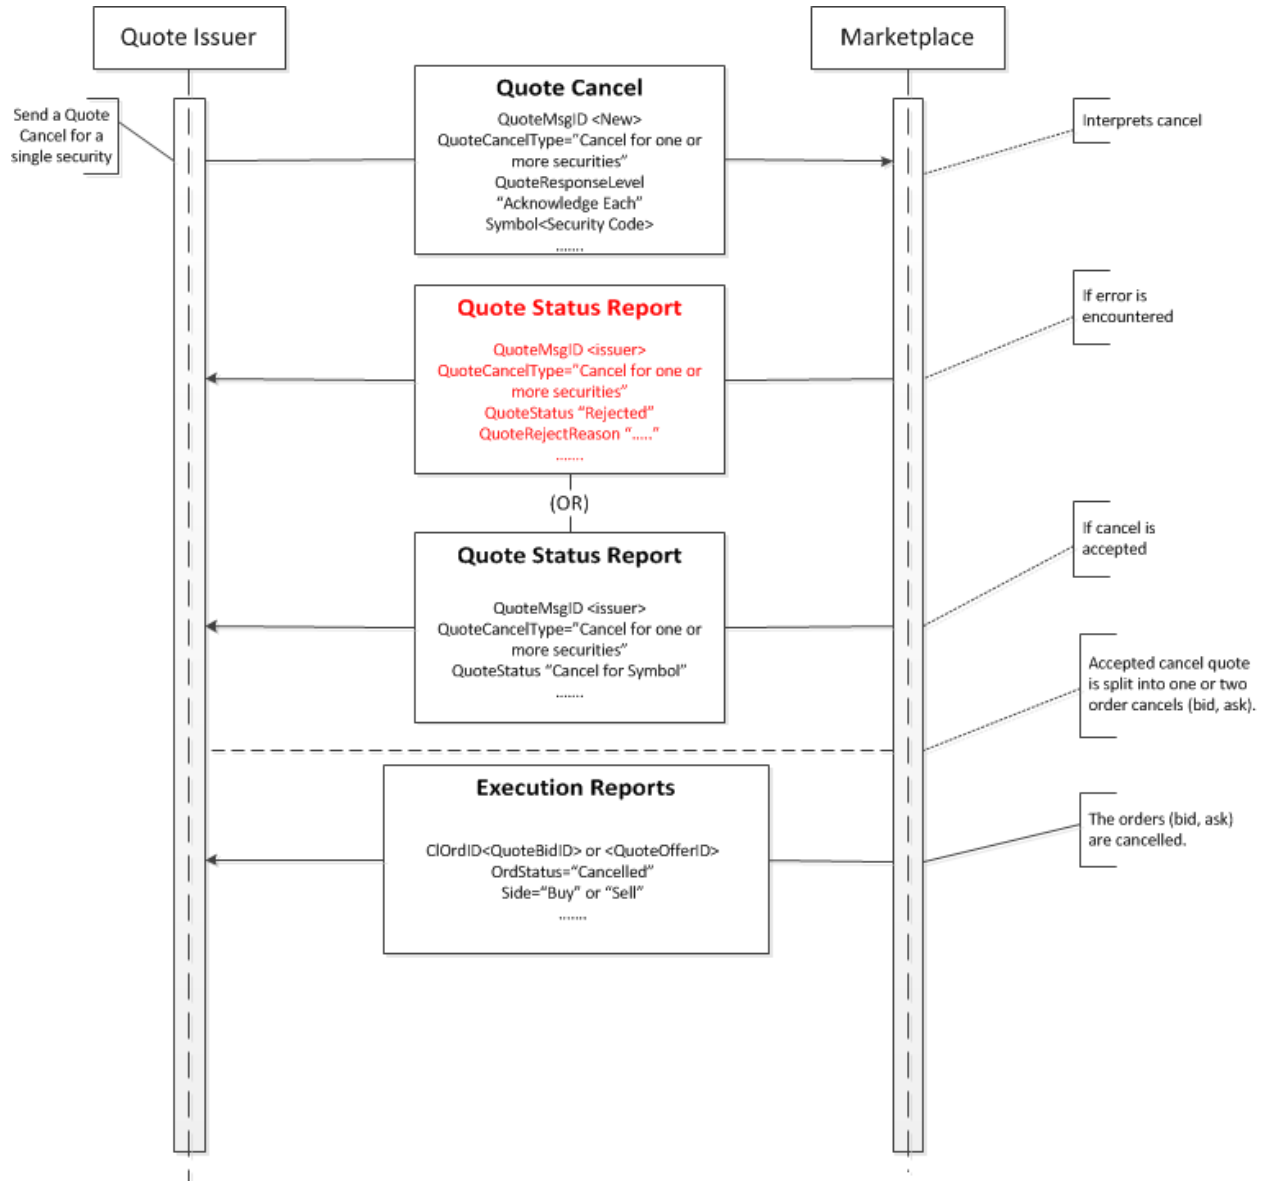 Quote Issuer
Marketplace
Send a Quote
Cancel for a
single security
Quote Cancel
QuoteMsgID <New>
QuoteCancelType="Cancel for one or
more securities”
QuoteResponseLevel
“Acknowledge Each”
Symbol<Security Code>
.......
Interprets cancel
Quote Status Report
QuoteMsgID <issuer>
QuoteCancelType="Cancel for one or
more securities”
QuoteStatus “Rejected”
QuoteRejectReason “.....“
.......
If error is
encountered
(OR)
Quote Status Report
QuoteMsgID <issuer>
QuoteCancelType="Cancel for one or
more securities”
QuoteStatus “Cancel for Symbol”
.......
If cancel is
accepted
Accepted cancel quote
is split into one or two
order cancels (bid, ask).
Execution Reports
ClOrdID<QuoteBidID> or <QuoteOfferID>
OrdStatus=“Cancelled”
Side=“Buy” or “Sell”
.......
The orders (bid, ask)
are cancelled.